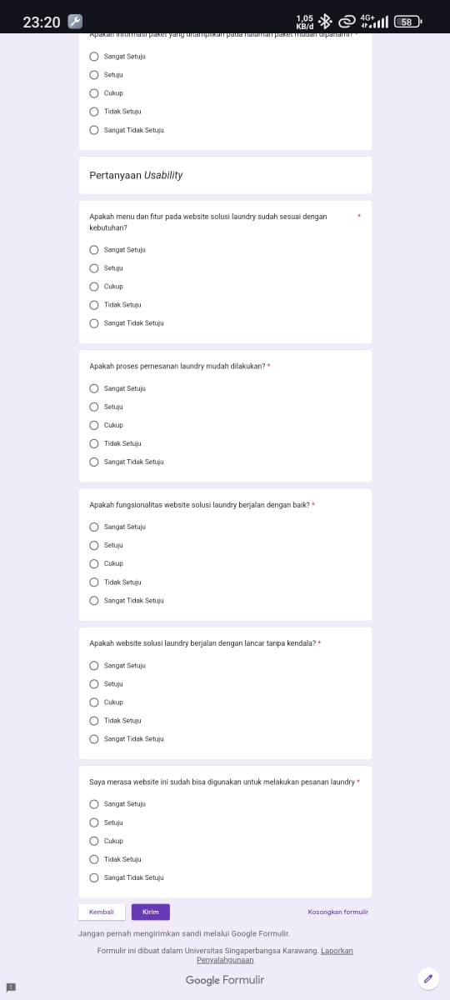 23:20
1,05
KB/d
4G+
58
Apakah informasi paket yang ditampilkan pada halaman paket mudah dipahami? *
Sangat Setuju
Setuju
Cukup
Tidak Setuju
Sangat Tidak Setuju
Pertanyaan Usability
Apakah menu dan fitur pada website solusi laundry sudah sesuai dengan *
kebutuhan?
Sangat Setuju
Setuju
Cukup
Tidak Setuju
Sangat Tidak Setuju
Apakah proses pemesanan laundry mudah dilakukan? *
Sangat Setuju
Setuju
Cukup
Tidak Setuju
Sangat Tidak Setuju
Apakah fungsionalitas website solusi laundry berjalan dengan baik? *
Sangat Setuju
Setuju
Cukup
Tidak Setuju
Sangat Tidak Setuju
Apakah website solusi laundry berjalan dengan lancar tanpa kendala? *
Sangat Setuju
Setuju
Cukup
Tidak Setuju
Sangat Tidak Setuju
Saya merasa website ini sudah bisa digunakan untuk melakukan pesanan laundry *
Sangat Setuju
Setuju
Cukup
Tidak Setuju
Sangat Tidak Setuju
Kembali Kirim Kosongkan formulir
Jangan pernah mengirimkan sandi melalui Google Formulir.
Formulir ini dibuat dalam Universitas Singaperbangsa Karawang. Laporkan
Penyalahgunaan
Google Formulir